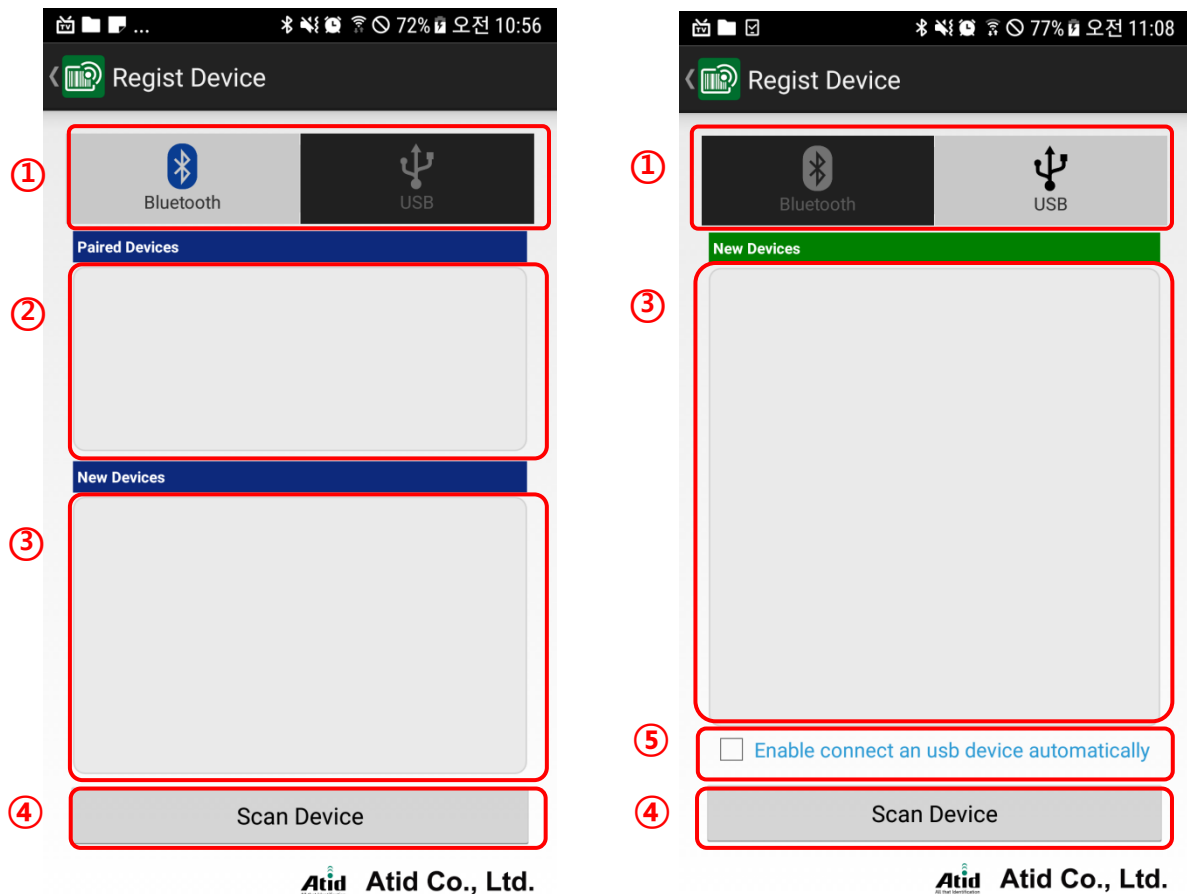 ... 72% 오전 10:56
Regist Device
①
Bluetooth
USB
Paired Devices
②
New Devices
③
④
Scan Device
Atid Atid Co., Ltd.
77% 오전 11:08
Regist Device
①
Bluetooth
USB
New Devices
③
⑤
Enable connect an usb device automatically
④
Scan Device
Atid Atid Co., Ltd.
All that Identification